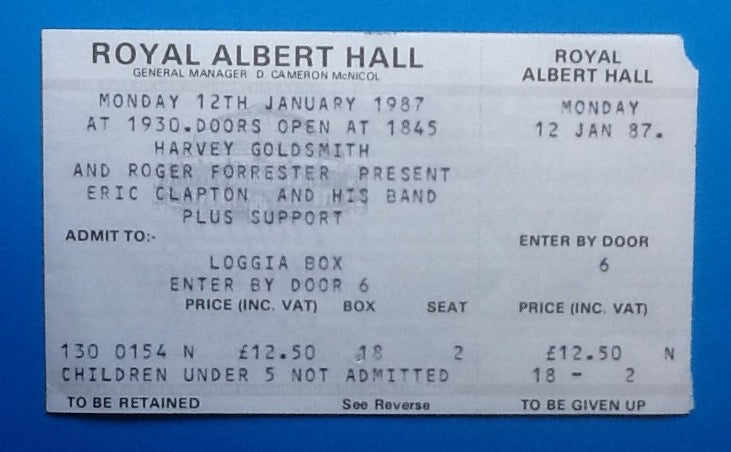 ROYAL ALBERT HALL
GENERAL MANAGER D. CAMERON McNICOL
MONDAY 12TH JANUARY 1987
AT 1930.DOORS OPEN AT 1845
HARVEY GOLDSMITH
AND ROGER FORRESTER PRESENT
ERIC CLAPTON AND HIS BAND
PLUS SUPPORT
ADMIT TO:-
LOGGIA BOX
ENTER BY DOOR 6
PRICE (INC. VAT) BOX SEAT
130 0154 N £12.50 18 2
CHILDREN UNDER 5 NOT ADMITTED
TO BE RETAINED See Reverse
ROYAL
ALBERT HALL
MONDAY
12 JAN 87.
ENTER BY DOOR
6
PRICE (INC. VAT)
£12.50 N
18 - 2
TO BE GIVEN UP